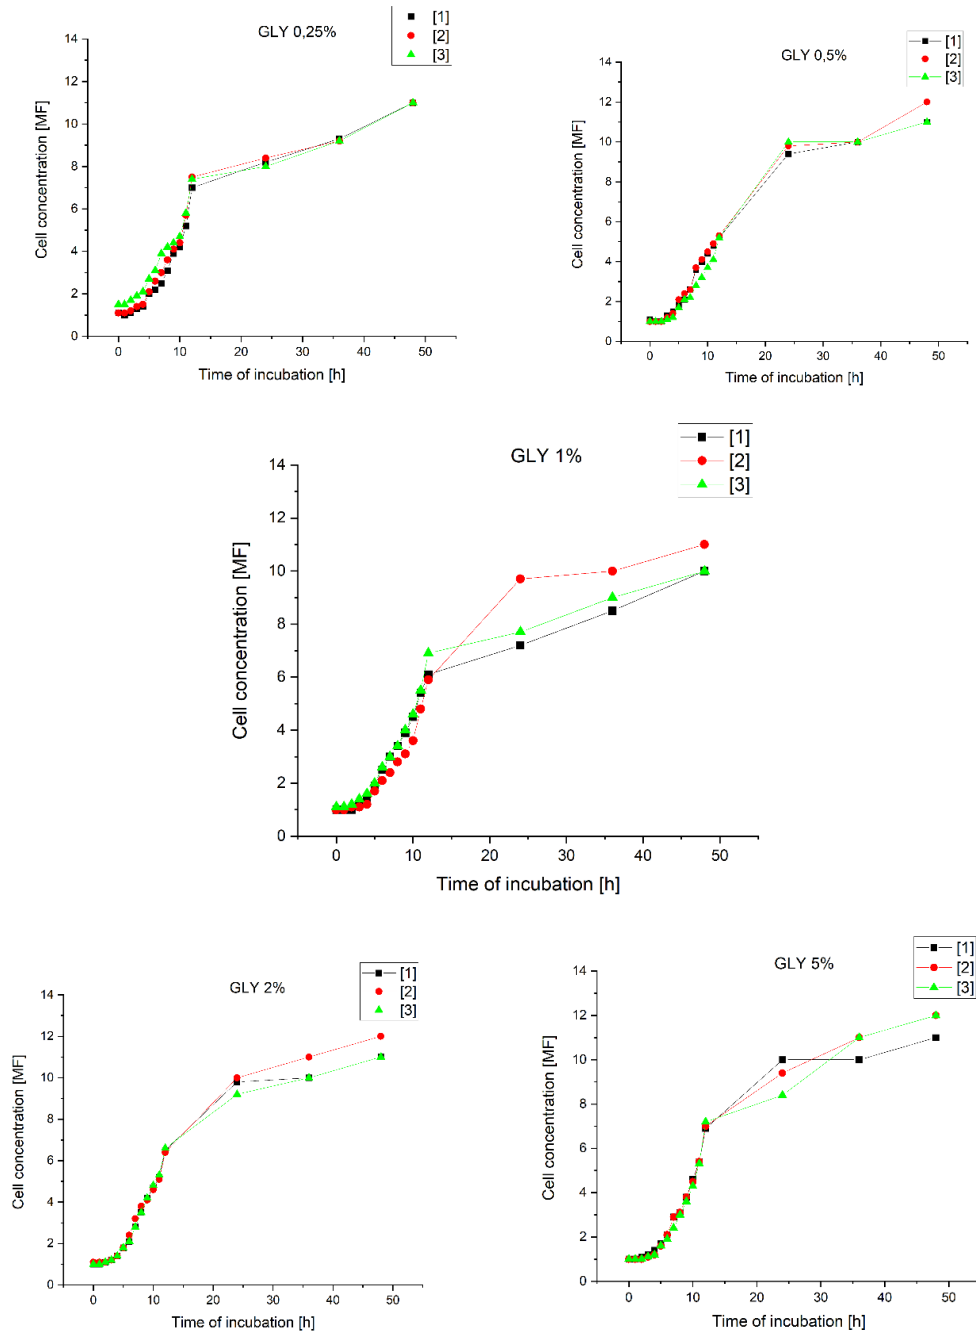 GLY 0,25%
[1]
[2]
[3]
14
12
10
8
6
4
2
0
Cell concentration [MF]
0 10 20 30 40 50
Time of incubation [h]
GLY 0,5%
[1]
[2]
[3]
14
12
10
8
6
4
2
0
Cell concentration [MF]
0 10 20 30 40 50
Time of incubation [h]
GLY 1%
[1]
[2]
[3]
14
12
10
8
6
4
2
0
Cell concentration [MF]
0 10 20 30 40 50
Time of incubation [h]
GLY 2%
[1]
[2]
[3]
14
12
10
8
6
4
2
0
Cell concentration [MF]
0 10 20 30 40 50
Time of incubation [h]
GLY 5%
[1]
[2]
[3]
14
12
10
8
6
4
2
0
Cell concentration [MF]
0 10 20 30 40 50
Time of incubation [h]